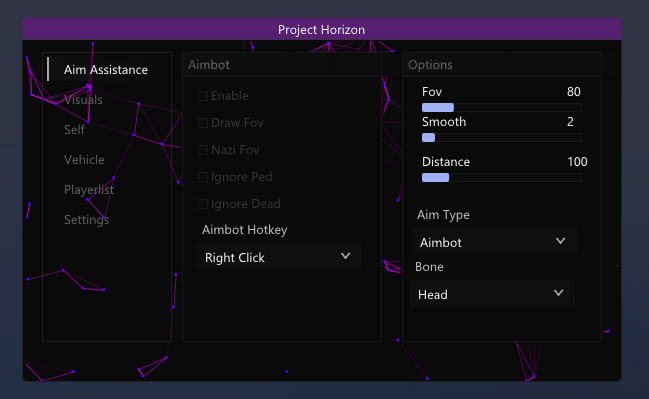 Project Horizon
Aim Assistance
Visuals
Self
Vehicle
Playerlist
Settings
Aimbot
Enable
Draw Fov
Nazi Fov
Ignore Ped
Ignore Dead
Aimbot Hotkey
Right Click
Options
Fov 80
Smooth 2
Distance 100
Aim Type
Aimbot
Bone
Head